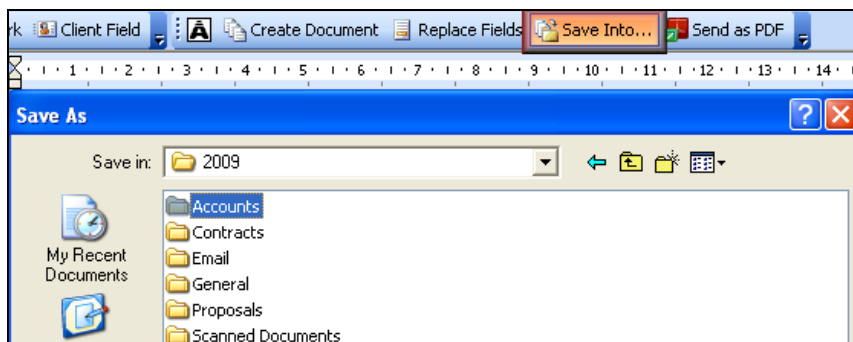 rk Client Field A Create Document Replace Fields Save Into... Send as PDF
1 2 3 4 5 6 7 8 9 10 11 12 13 14
Save As ?
Save in: 2009
Accounts
Contracts
My Recent Documents
Email
General
Proposals
Scanned Documents